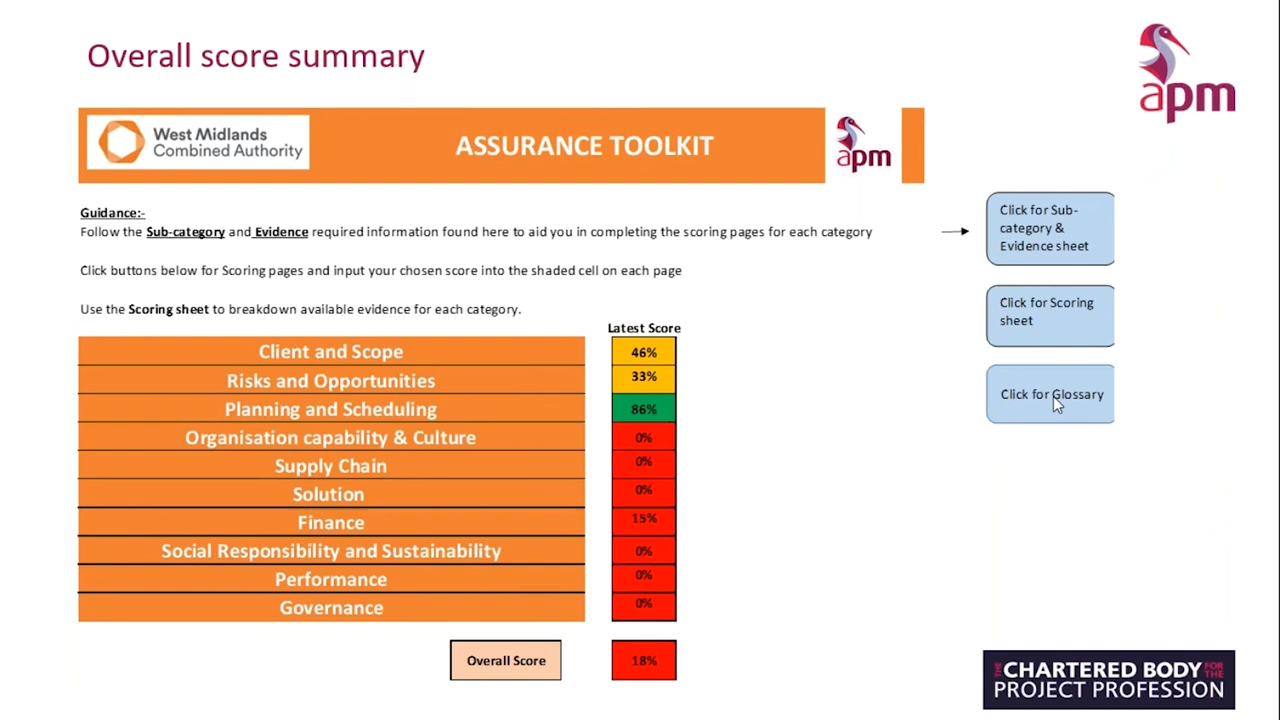 Overall score summary
apm
West Midlands
Combined Authority
ASSURANCE TOOLKIT
apm
Guidance:-
Follow the Sub-category and Evidence required information found here to aid you in completing the scoring pages for each category
Click for Sub-
category &
Evidence sheet
Click buttons below for Scoring pages and input your chosen score into the shaded cell on each page
Click for Scoring
sheet
Use the Scoring sheet to breakdown available evidence for each category.
Latest Score
Client and Scope 46%
Risks and Opportunities 33%
Click for Glossary
Planning and Scheduling 86%
Organisation capability & Culture 0%
Supply Chain 0%
Solution 0%
Finance 15%
Social Responsibility and Sustainability 0%
Performance 0%
Governance 0%
Overall Score 18%
THE CHARTERED BODY FOR THE
PROJECT PROFESSION